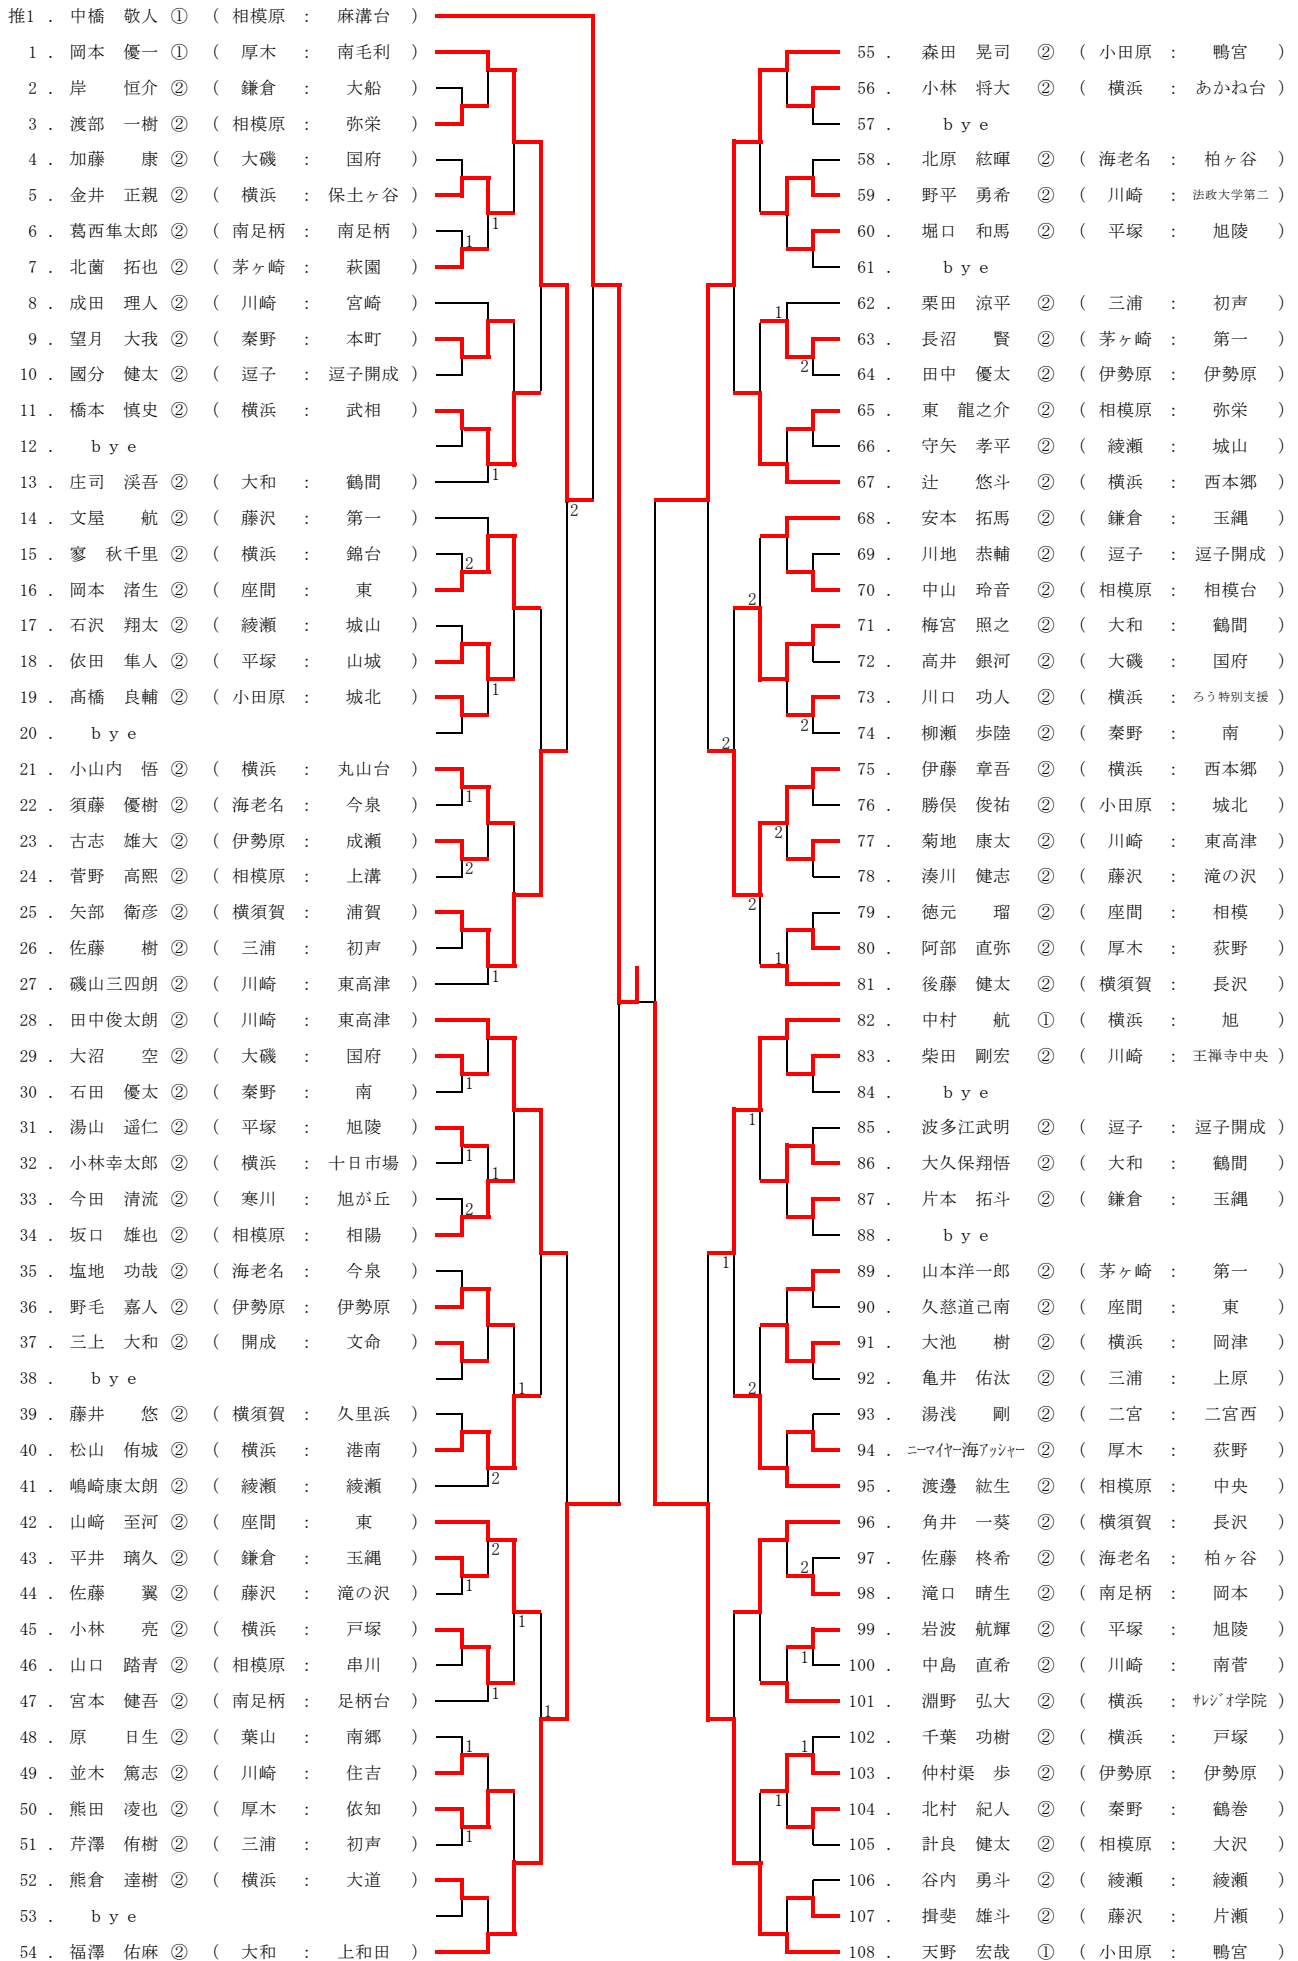 推1 . 中橋 敬人 ① ( 相模原 : 麻溝台 )
1 . 岡本 優一 ① ( 厚木 : 南毛利 )
2 . 岸 恒介 ② ( 鎌倉 : 大船 )
3 . 渡部 一樹 ② ( 相模原 : 弥栄 )
4 . 加藤 康 ② ( 大磯 : 国府 )
5 . 金井 正親 ② ( 横浜 : 保土ヶ谷 )
6 . 葛西隼太郎 ② ( 南足柄 : 南足柄 )
7 . 北薗 拓也 ② ( 茅ヶ崎 : 萩園 )
8 . 成田 理人 ② ( 川崎 : 宮崎 )
9 . 望月 大我 ② ( 秦野 : 本町 )
10 . 國分 健太 ② ( 逗子 : 逗子開成 )
11 . 橋本 慎史 ② ( 横浜 : 武相 )
12 . bye
13 . 庄司 渓吾 ② ( 大和 : 鶴間 )
14 . 文屋 航 ② ( 藤沢 : 第一 )
15 . 寥 秋千里 ② ( 横浜 : 錦台 )
16 . 岡本 渚生 ② ( 座間 : 東 )
17 . 石沢 翔太 ② ( 綾瀬 : 城山 )
18 . 依田 隼人 ② ( 平塚 : 山城 )
19 . 髙橋 良輔 ② ( 小田原 : 城北 )
20 . bye
21 . 小山内 悟 ② ( 横浜 : 丸山台 )
22 . 須藤 優樹 ② ( 海老名 : 今泉 )
23 . 古志 雄大 ② ( 伊勢原 : 成瀬 )
24 . 菅野 高熙 ② ( 相模原 : 上溝 )
25 . 矢部 衛彦 ② ( 横須賀 : 浦賀 )
26 . 佐藤 樹 ② ( 三浦 : 初声 )
27 . 磯山三四朗 ② ( 川崎 : 東高津 )
28 . 田中俊太朗 ② ( 川崎 : 東高津 )
29 . 大沼 空 ② ( 大磯 : 国府 )
30 . 石田 優太 ② ( 秦野 : 南 )
31 . 湯山 遥仁 ② ( 平塚 : 旭陵 )
32 . 小林幸太郎 ② ( 横浜 : 十日市場 )
33 . 今田 清流 ② ( 寒川 : 旭が丘 )
34 . 坂口 雄也 ② ( 相模原 : 相陽 )
35 . 塩地 功哉 ② ( 海老名 : 今泉 )
36 . 野毛 嘉人 ② ( 伊勢原 : 伊勢原 )
37 . 三上 大和 ② ( 開成 : 文命 )
38 . bye
39 . 藤井 悠 ② ( 横須賀 : 久里浜 )
40 . 松山 侑城 ② ( 横浜 : 港南 )
41 . 嶋崎康太朗 ② ( 綾瀬 : 綾瀬 )
42 . 山﨑 至河 ② ( 座間 : 東 )
43 . 平井 璃久 ② ( 鎌倉 : 玉縄 )
44 . 佐藤 翼 ② ( 藤沢 : 滝の沢 )
45 . 小林 亮 ② ( 横浜 : 戸塚 )
46 . 山口 踏青 ② ( 相模原 : 串川 )
47 . 宮本 健吾 ② ( 南足柄 : 足柄台 )
48 . 原 日生 ② ( 葉山 : 南郷 )
49 . 並木 篤志 ② ( 川崎 : 住吉 )
50 . 熊田 凌也 ② ( 厚木 : 依知 )
51 . 芹澤 侑樹 ② ( 三浦 : 初声 )
52 . 熊倉 達樹 ② ( 横浜 : 大道 )
53 . bye
54 . 福澤 佑麻 ② ( 大和 : 上和田 )
1
1
1
2
2
1
1
2
1
1
1
1
2
1
2
2
1
1
1
1
1
1
55 . 森田 晃司 ② ( 小田原 : 鴨宮 )
56 . 小林 将大 ② ( 横浜 : あかね台 )
57 . bye
58 . 北原 絃暉 ② ( 海老名 : 柏ヶ谷 )
59 . 野平 勇希 ② ( 川崎 : 法政大学第二 )
60 . 堀口 和馬 ② ( 平塚 : 旭陵 )
61 . bye
62 . 栗田 涼平 ② ( 三浦 : 初声 )
63 . 長沼 賢 ② ( 茅ヶ崎 : 第一 )
64 . 田中 優太 ② ( 伊勢原 : 伊勢原 )
65 . 東 龍之介 ② ( 相模原 : 弥栄 )
66 . 守矢 孝平 ② ( 綾瀬 : 城山 )
67 . 辻 悠斗 ② ( 横浜 : 西本郷 )
68 . 安本 拓馬 ② ( 鎌倉 : 玉縄 )
69 . 川地 恭輔 ② ( 逗子 : 逗子開成 )
70 . 中山 玲音 ② ( 相模原 : 相模台 )
71 . 梅宮 照之 ② ( 大和 : 鶴間 )
72 . 高井 銀河 ② ( 大磯 : 国府 )
73 . 川口 功人 ② ( 横浜 : ろう特別支援 )
74 . 柳瀬 歩陸 ② ( 秦野 : 南 )
75 . 伊藤 章吾 ② ( 横浜 : 西本郷 )
76 . 勝俣 俊祐 ② ( 小田原 : 城北 )
77 . 菊地 康太 ② ( 川崎 : 東高津 )
78 . 湊川 健志 ② ( 藤沢 : 滝の沢 )
79 . 徳元 瑠 ② ( 座間 : 相模 )
80 . 阿部 直弥 ② ( 厚木 : 荻野 )
81 . 後藤 健太 ② ( 横須賀 : 長沢 )
82 . 中村 航 ① ( 横浜 : 旭 )
83 . 柴田 剛宏 ② ( 川崎 : 王禅寺中央 )
84 . bye
85 . 波多江武明 ② ( 逗子 : 逗子開成 )
86 . 大久保翔悟 ② ( 大和 : 鶴間 )
87 . 片本 拓斗 ② ( 鎌倉 : 玉縄 )
88 . bye
89 . 山本洋一郎 ② ( 茅ヶ崎 : 第一 )
90 . 久慈道己南 ② ( 座間 : 東 )
91 . 大池 樹 ② ( 横浜 : 岡津 )
92 . 亀井 佑汰 ② ( 三浦 : 上原 )
93 . 湯浅 剛 ② ( 二宮 : 二宮西 )
94 . ニーマイヤー海アッシャー ② ( 厚木 : 荻野 )
95 . 渡邊 紘生 ② ( 相模原 : 中央 )
96 . 角井 一葵 ② ( 横須賀 : 長沢 )
97 . 佐藤 柊希 ② ( 海老名 : 柏ヶ谷 )
98 . 滝口 晴生 ② ( 南足柄 : 岡本 )
99 . 岩波 航輝 ② ( 平塚 : 旭陵 )
100 . 中島 直希 ② ( 川崎 : 南菅 )
101 . 淵野 弘大 ② ( 横浜 : サレジオ学院 )
102 . 千葉 功樹 ② ( 横浜 : 戸塚 )
103 . 仲村渠 歩 ② ( 伊勢原 : 伊勢原 )
104 . 北村 紀人 ② ( 秦野 : 鶴巻 )
105 . 計良 健太 ② ( 相模原 : 大沢 )
106 . 谷内 勇斗 ② ( 綾瀬 : 綾瀬 )
107 . 揖斐 雄斗 ② ( 藤沢 : 片瀬 )
108 . 天野 宏哉 ① ( 小田原 : 鴨宮 )
1
2
2
2
2
2
2
1
1
1
2
2
1
1
1